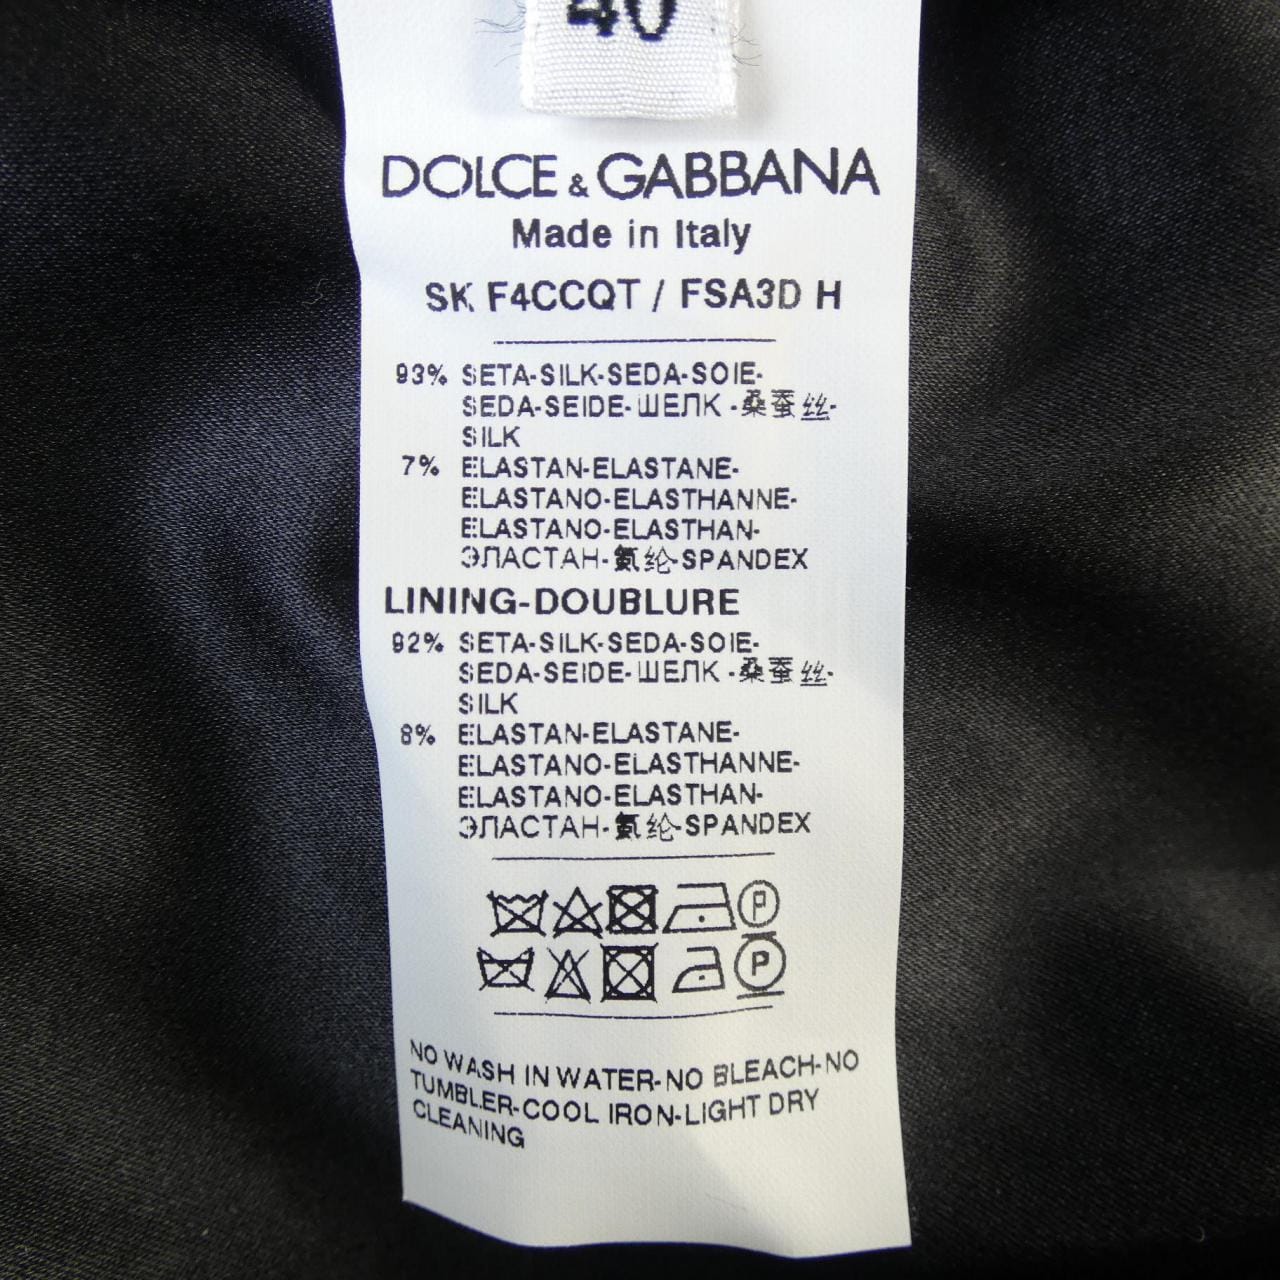 40
DOLCE & GABBANA
Made in Italy
SK F4CCQT / FSA3D H
93% SETA-SILK-SEDA-SOIE-
SEDA-SEIDE-ШЕЛК -桑蚕丝-
SILK
7% ELASTAN-ELASTANE-
ELASTANO-ELASTHANNE-
ELASTANO-ELASTHAN-
ЭЛАСТАН-氨纶-SPANDEX
LINING-DOUBLURE
92% SETA-SILK-SEDA-SOIE-
SEDA-SEIDE-ШЕЛК -桑蚕丝-
SILK
8% ELASTAN-ELASTANE-
ELASTANO-ELASTHANNE-
ELASTANO-ELASTHAN-
ЭЛАСТАН-氨纶-SPANDEX
P
P
NO WASH IN WATER-NO BLEACH-NO
TUMBLER-COOL IRON-LIGHT DRY
CLEANING